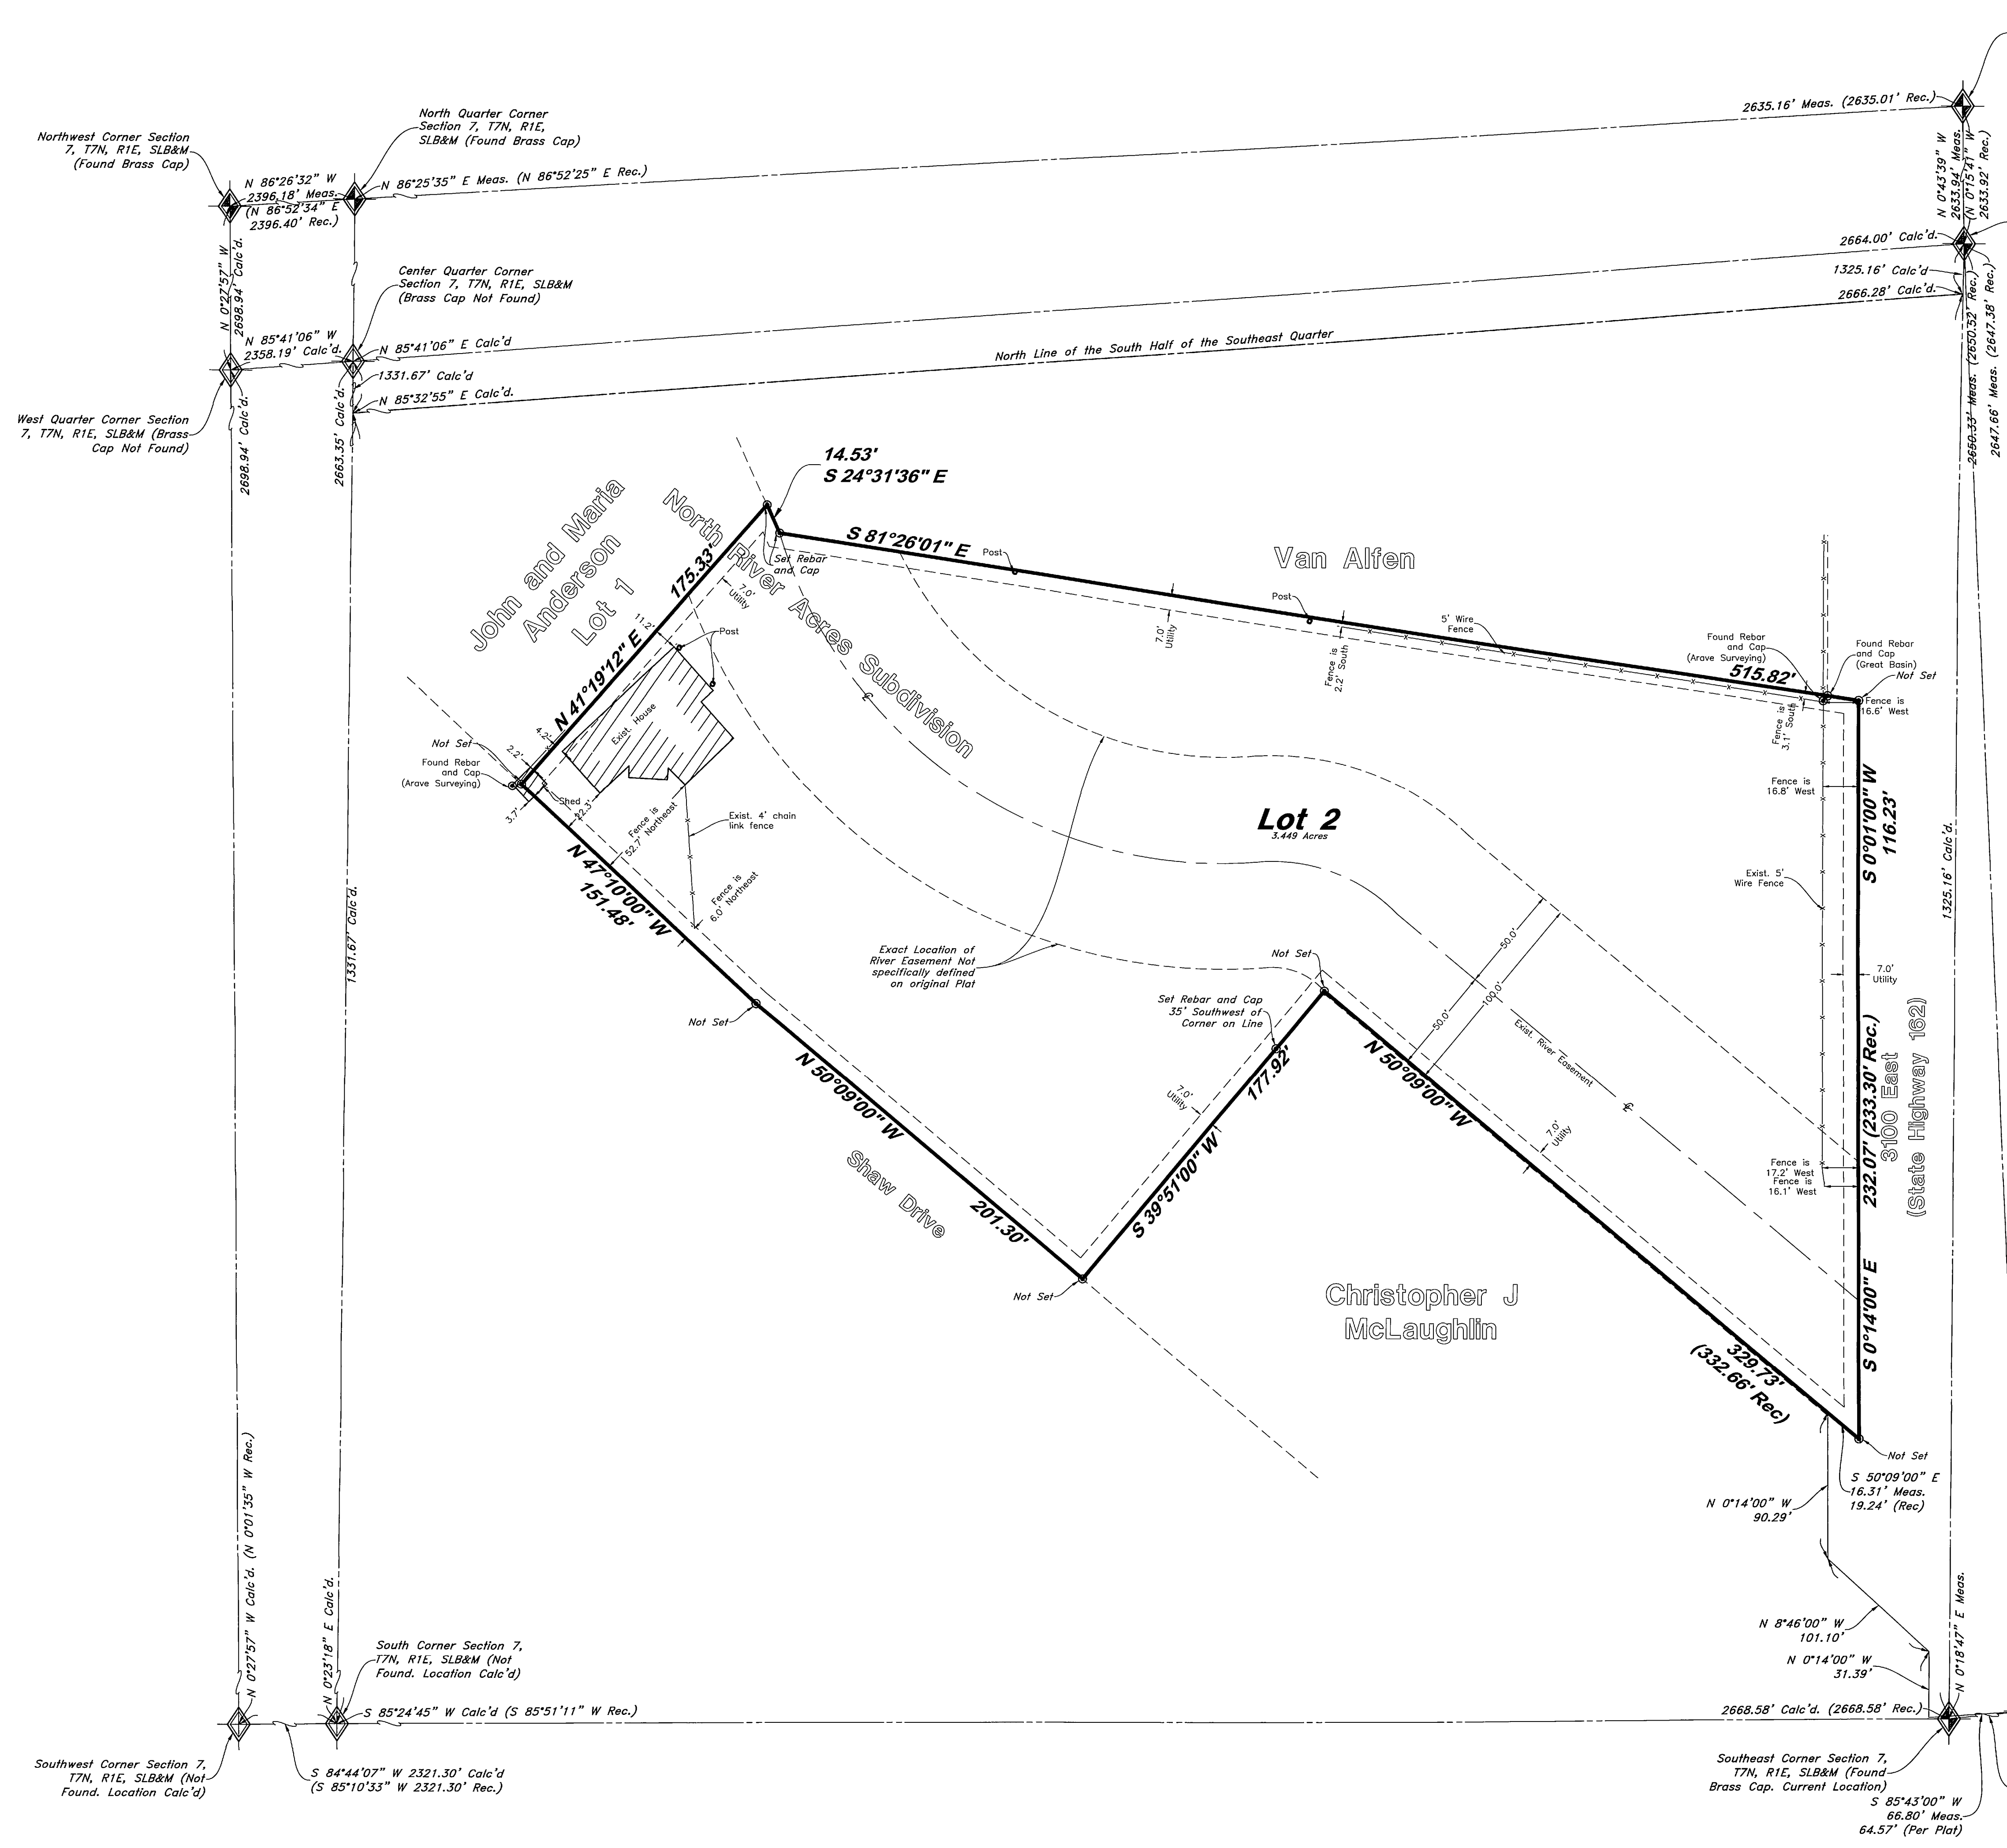 2635.16' Meas. (2635.01' Rec.)
North Quarter Corner
Section 7, T7N, R1E,
SLB&M (Found Brass Cap)
Northwest Corner Section
7, T7N, R1E, SLB&M
(Found Brass Cap)
N 86°26'32" W
2396.18' Meas.
(N 86°52'34" E
2396.40' Rec.)
N 86°25'35" E Meas. (N 86°52'25" E Rec.)
N 0°43'39" W
2633.94' Meas.
(N 0°15'41" W
2633.92' Rec.)
N 0°27'57" W
2698.94' Calc'd.
Center Quarter Corner
Section 7, T7N, R1E, SLB&M
(Brass Cap Not Found)
2664.00' Calc'd.
1325.16' Calc'd
2666.28' Calc'd.
2650.33' Meas. (2650.52' Rec.)
2647.66' Meas. (2647.38' Rec.)
N 85°41'06" W
2358.19' Calc'd.
N 85°41'06" E Calc'd
1331.67' Calc'd
N 85°32'55" E Calc'd.
North Line of the South Half of the Southeast Quarter
West Quarter Corner Section
7, T7N, R1E, SLB&M (Brass
Cap Not Found)
2698.94' Calc'd.
2663.35' Calc'd.
14.53'
S 24°31'36" E
John and Maria
Anderson
Lot 1
North River Acres Subdivision
175.33'
N 41°19'12" E
S 81°26'01" E
Post
Set Rebar
and Cap
7.0'
Utility
Van Alfen
Post
7.0'
Utility
5' Wire
Fence
Fence is
2.2' South
11.2'
Post
Exist. House
Found Rebar
and Cap
(Arave Surveying)
Found Rebar
and Cap
(Great Basin)
515.82'
Not Set
Fence is
16.6' West
Fence is
3.1' South
4.2'
2.2'
Not Set
Found Rebar
and Cap
(Arave Surveying)
3.7'
Shed
22.3'
Fence is
52.7' Northeast
Exist. 4' chain
link fence
Fence is
6.0' Northeast
N 47°10'00" W
151.48'
Lot 2
3.449 Acres
Fence is
16.8' West
S 0°01'00" W
116.23'
Exist. 5'
Wire Fence
1325.16' Calc'd.
1331.67' Calc'd.
Exact Location of
River Easement Not
specifically defined
on original Plat
Not Set
50.0'
100.0'
50.0'
7.0'
Utility
Set Rebar and Cap
35' Southwest of
Corner on Line
Not Set
N 50°09'00" W
201.30'
Shaw Drive
7.0'
Utility
177.92'
S 39°51'00" W
N 50°09'00" W
Exist. River Easement
7.0'
Utility
Fence is
17.2' West
Fence is
16.1' West
232.07' (233.30' Rec.)
S 0°14'00" E
3100 East
(State Highway 162)
Not Set
Christopher J
McLaughlin
329.73'
(332.66' Rec)
Not Set
S 50°09'00" E
16.31' Meas.
19.24' (Rec)
N 0°14'00" W
90.29'
N 8°46'00" W
101.10'
N 0°14'00" W
31.39'
N 0°18'47" E Meas.
N 0°27'57" W Calc'd. (N 0°01'35" W Rec.)
N 0°23'18" E Calc'd.
South Corner Section 7,
T7N, R1E, SLB&M (Not
Found. Location Calc'd)
S 85°24'45" W Calc'd (S 85°51'11" W Rec.)
2668.58' Calc'd. (2668.58' Rec.)
Southwest Corner Section 7,
T7N, R1E, SLB&M (Not
Found. Location Calc'd)
S 84°44'07" W 2321.30' Calc'd
(S 85°10'33" W 2321.30' Rec.)
Southeast Corner Section 7,
T7N, R1E, SLB&M (Found
Brass Cap. Current Location)
S 85°43'00" W
66.80' Meas.
64.57' (Per Plat)